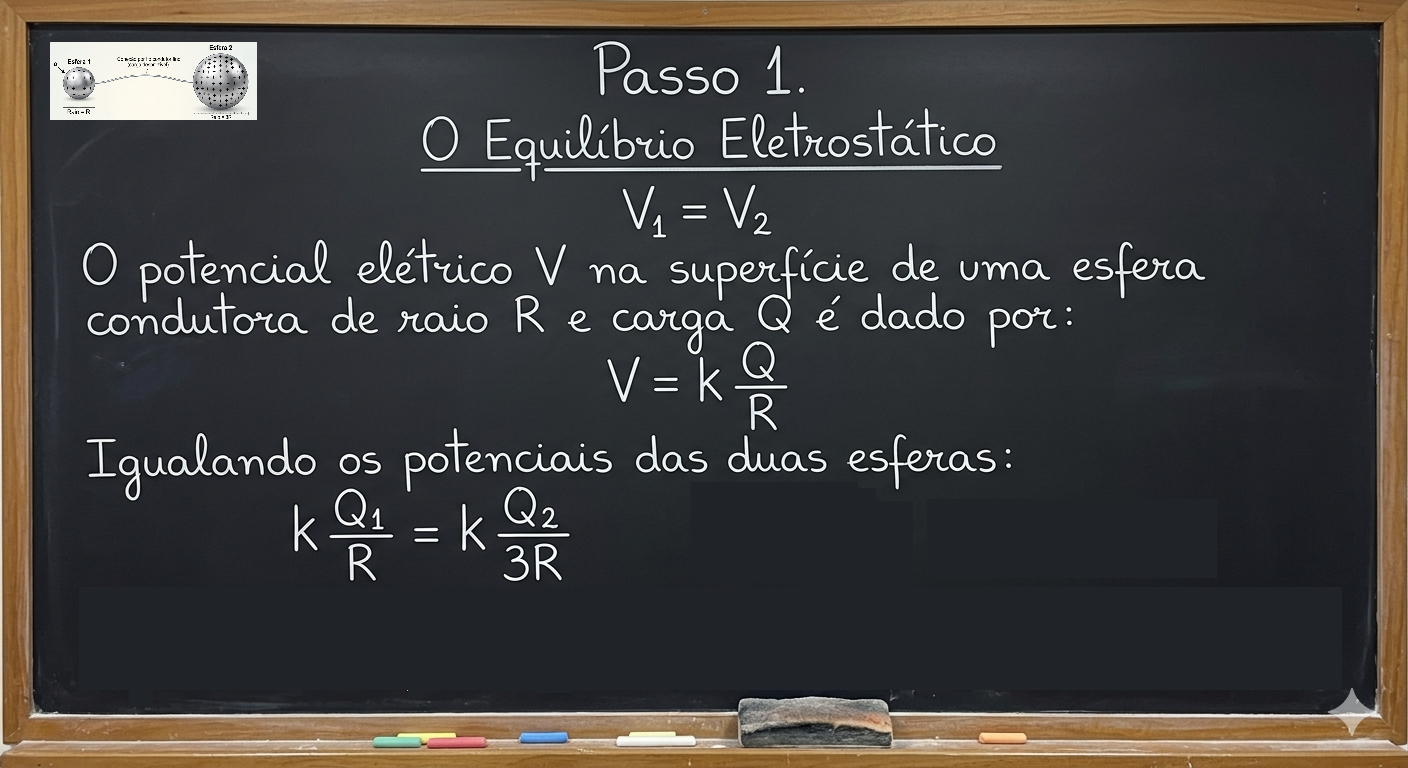 Esfera 2
Esfera 1
Raio = R
Passo 1.
O Equilíbrio Eletrostático
V₁ = V₂
O potencial elétrico V na superfície de uma esfera
condutora de raio R e carga Q é dado por:
V = k Q/R
Igualando os potenciais das duas esferas:
k Q₁/R = k Q₂/3R